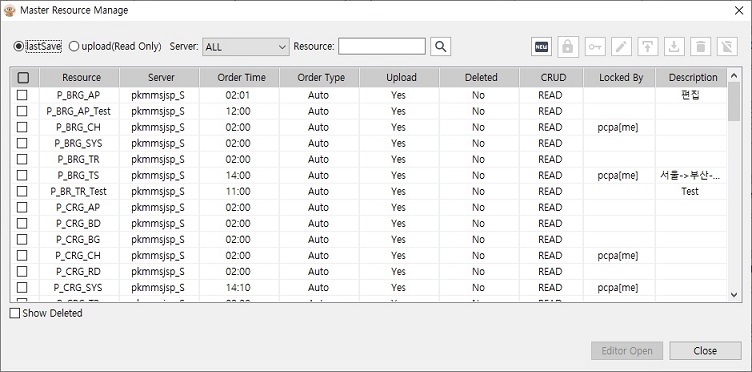 Master Resource Manage
lastSave upload(Read Only) Server: ALL Resource:
NEW
Resource Server Order Time Order Type Upload Deleted CRUD Locked By Description
P_BRG_AP pkmmsjsp_S 02:01 Auto Yes No READ 편집
P_BRG_AP_Test pkmmsjsp_S 12:00 Auto Yes No READ
P_BRG_CH pkmmsjsp_S 02:00 Auto Yes No READ pcpa[me]
P_BRG_SYS pkmmsjsp_S 02:00 Auto Yes No READ
P_BRG_TR pkmmsjsp_S 02:00 Auto Yes No READ
P_BRG_TS pkmmsjsp_S 14:00 Auto Yes No READ pcpa[me] 서울->부산-...
P_BR_TR_Test pkmmsjsp_S 11:00 Auto Yes No READ Test
P_CRG_AP pkmmsjsp_S 02:00 Auto Yes No READ
P_CRG_BD pkmmsjsp_S 02:00 Auto Yes No READ
P_CRG_BG pkmmsjsp_S 02:00 Auto Yes No READ
P_CRG_CH pkmmsjsp_S 02:00 Auto Yes No READ pcpa[me]
P_CRG_RD pkmmsjsp_S 02:00 Auto Yes No READ
P_CRG_SYS pkmmsjsp_S 14:10 Auto Yes No READ pcpa[me]
Show Deleted
Editor Open Close